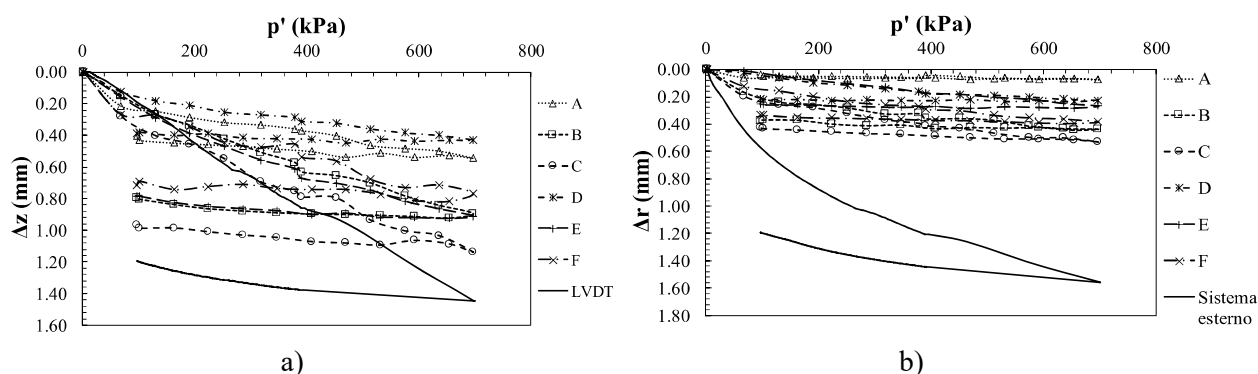 p' (kPa)
0 200 400 600 800
0.00
0.20
0.40
0.60
0.80
1.00
1.20
1.40
1.60
Δz (mm)
A
B
C
D
E
F
LVDT
a)
p' (kPa)
0 200 400 600 800
0.00
0.20
0.40
0.60
0.80
1.00
1.20
1.40
1.60
1.80
Δr (mm)
A
B
C
D
E
F
Sistema
esterno
b)